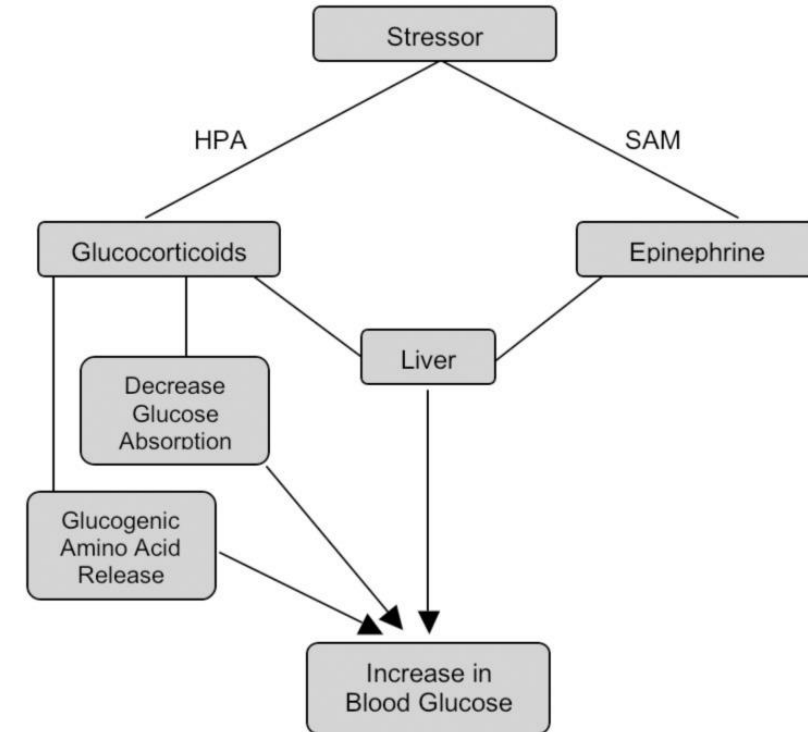 Stressor
HPA
SAM
Glucocorticoids
Epinephrine
Liver
Decrease
Glucose
Absorption
Glucogenic
Amino Acid
Release
Increase in
Blood Glucose